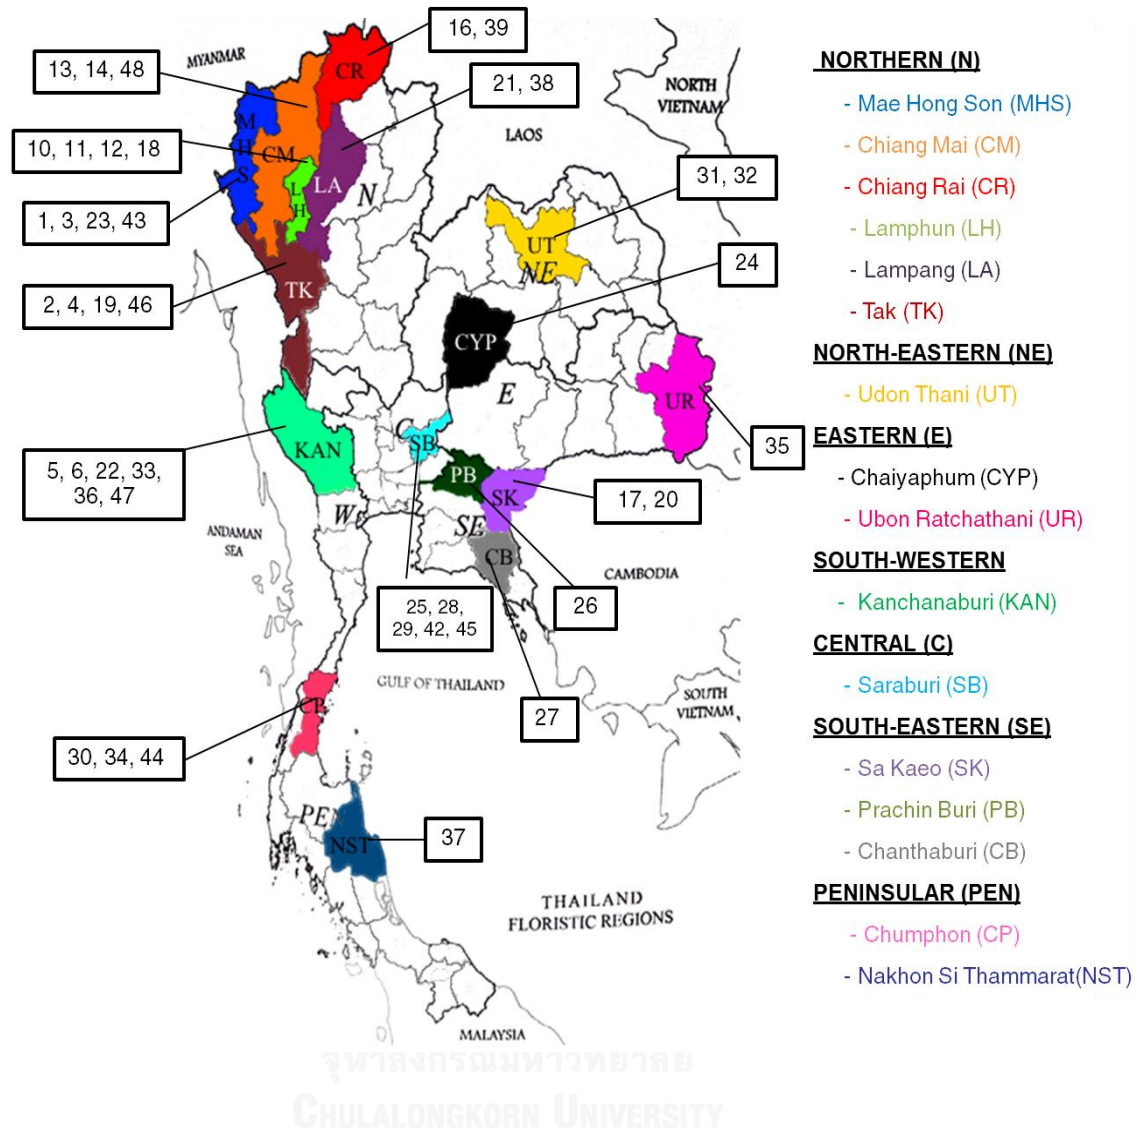 16, 39
MYANMAR
13, 14, 48
CR
21, 38
NORTH
VIETNAM
LAOS
10, 11, 12, 18
M
H
S
CM
L
H
LA
N
31, 32
1, 3, 23, 43
UT
NE
24
2, 4, 19, 46
TK
CYP
E
UR
35
C
SB
KAN
PB
SK
17, 20
5, 6, 22, 33,
36, 47
W
SE
CB
ANDAMAN
SEA
CAMBODIA
25, 28,
29, 42, 45
26
GULF OF THAILAND
SOUTH
VIETNAM
27
CP
30, 34, 44
PEN
NST
37
THAILAND
FLORISTIC REGIONS
MALAYSIA
NORTHERN (N)
- Mae Hong Son (MHS)
- Chiang Mai (CM)
- Chiang Rai (CR)
- Lamphun (LH)
- Lampang (LA)
- Tak (TK)
NORTH-EASTERN (NE)
- Udon Thani (UT)
EASTERN (E)
- Chaiyaphum (CYP)
- Ubon Ratchathani (UR)
SOUTH-WESTERN
- Kanchanaburi (KAN)
CENTRAL (C)
- Saraburi (SB)
SOUTH-EASTERN (SE)
- Sa Kaeo (SK)
- Prachin Buri (PB)
- Chanthaburi (CB)
PENINSULAR (PEN)
- Chumphon (CP)
- Nakhon Si Thammarat(NST)
จุฬาลงกรณ์มหาวิทยาลัย
CHULALONGKORN UNIVERSITY